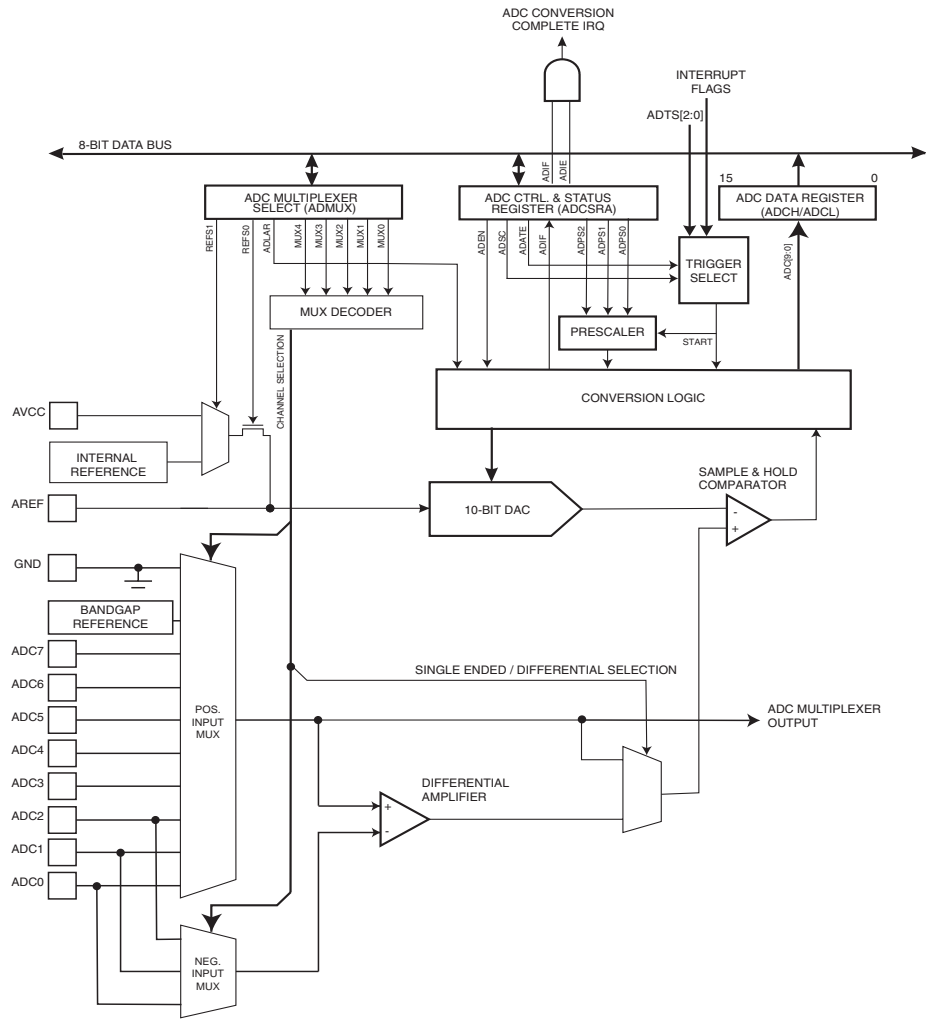 ADC CONVERSION
COMPLETE IRQ
INTERRUPT
FLAGS
ADTS[2:0]
8-BIT DATA BUS
ADIF
ADIE
15
0
ADC MULTIPLEXER
SELECT (ADMUX)
ADC CTRL. & STATUS
REGISTER (ADCSRA)
ADC DATA REGISTER
(ADCH/ADCL)
REFS1
REFS0
ADLAR
MUX4
MUX3
MUX2
MUX1
MUX0
ADEN
ADSC
ADATE
ADIF
ADPS2
ADPS1
ADPS0
ADC[9:0]
TRIGGER
SELECT
MUX DECODER
PRESCALER
START
CHANNEL SELECTION
CONVERSION LOGIC
AVCC
INTERNAL
REFERENCE
AREF
10-BIT DAC
SAMPLE & HOLD
COMPARATOR
-
+
GND
BANDGAP
REFERENCE
ADC7
ADC6
ADC5
ADC4
ADC3
ADC2
ADC1
ADC0
POS.
INPUT
MUX
SINGLE ENDED / DIFFERENTIAL SELECTION
ADC MULTIPLEXER
OUTPUT
DIFFERENTIAL
AMPLIFIER
+
-
NEG.
INPUT
MUX